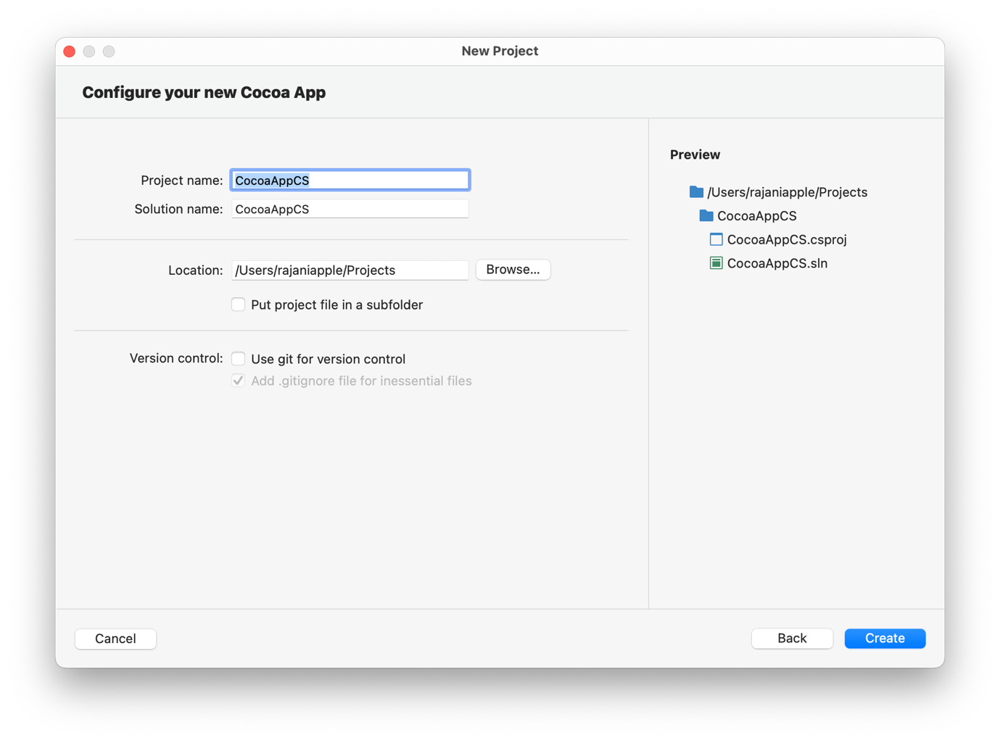 New Project
Configure your new Cocoa App
Project name: CocoaAppCS
Solution name: CocoaAppCS
Location: /Users/rajaniapple/Projects Browse...
Put project file in a subfolder
Version control: Use git for version control
Add .gitignore file for inessential files
Preview
/Users/rajaniapple/Projects
CocoaAppCS
CocoaAppCS.csproj
CocoaAppCS.sln
Cancel Back Create